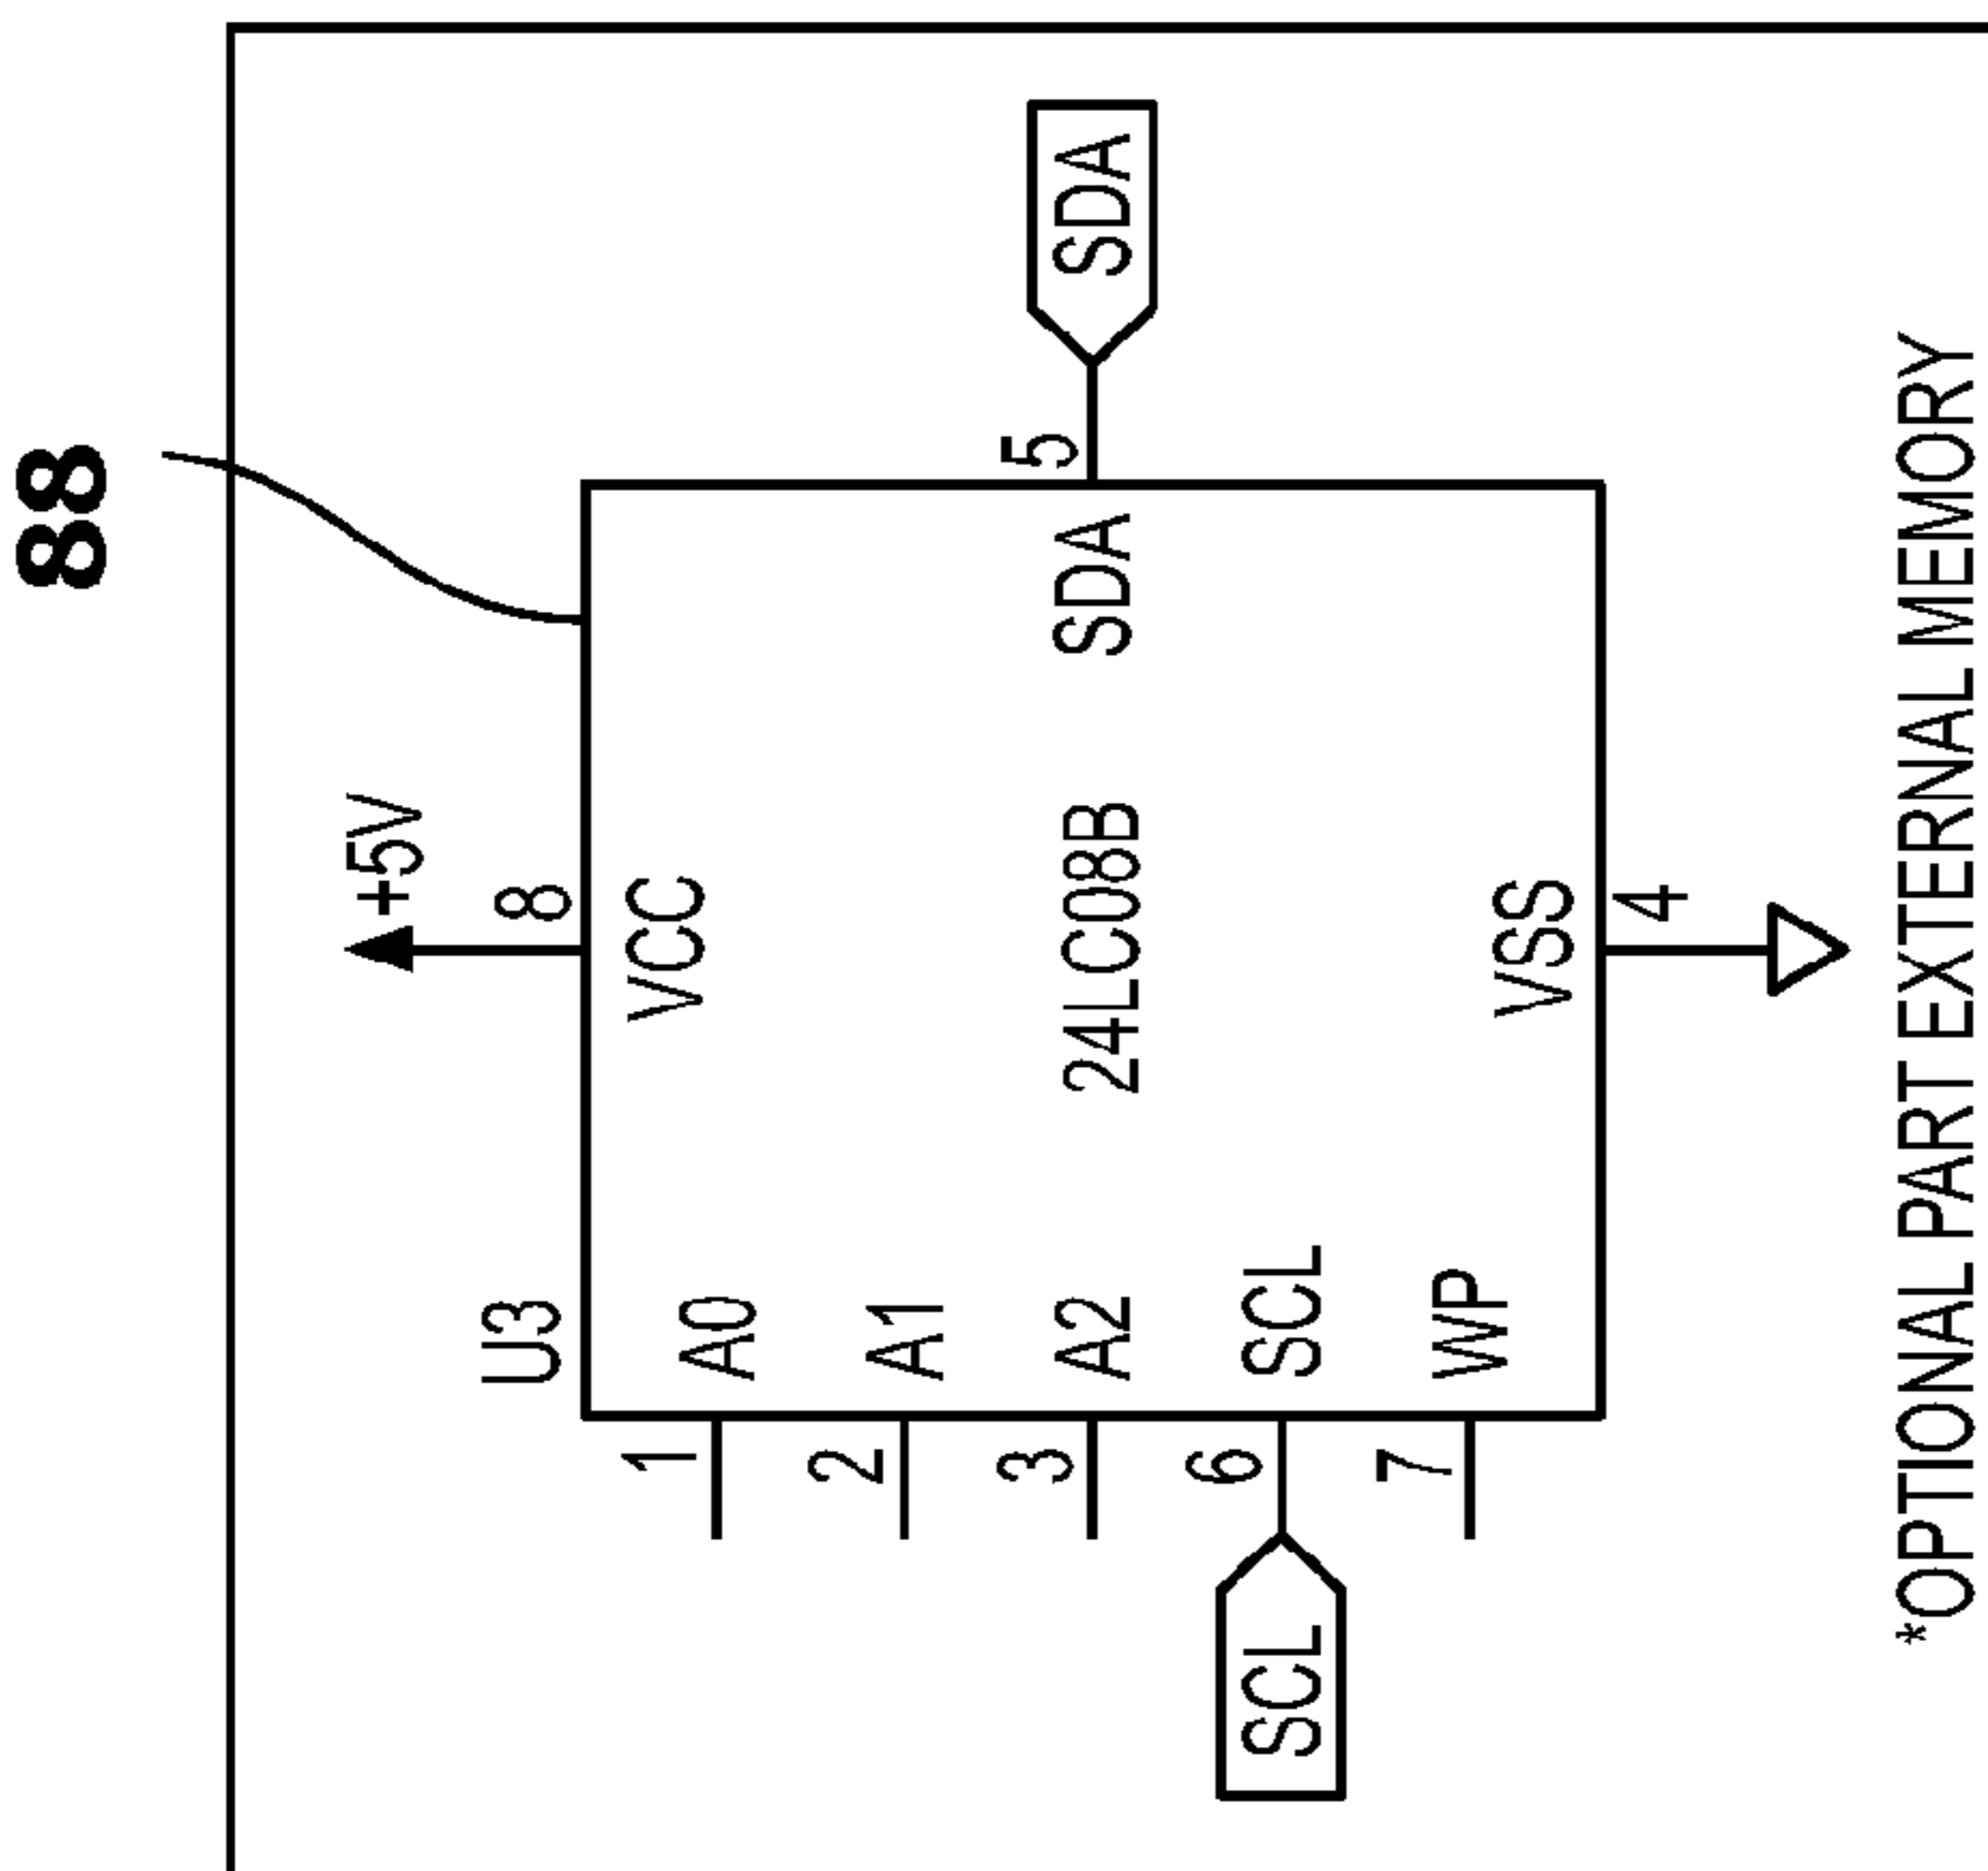 88
+5V
8
U3
VCC
1 A0
2 A1
3 A2
SCL 6 SCL
7 WP
24LC08B
SDA 5 SDA
VSS
4
*OPTIONAL PART EXTERNAL MEMORY